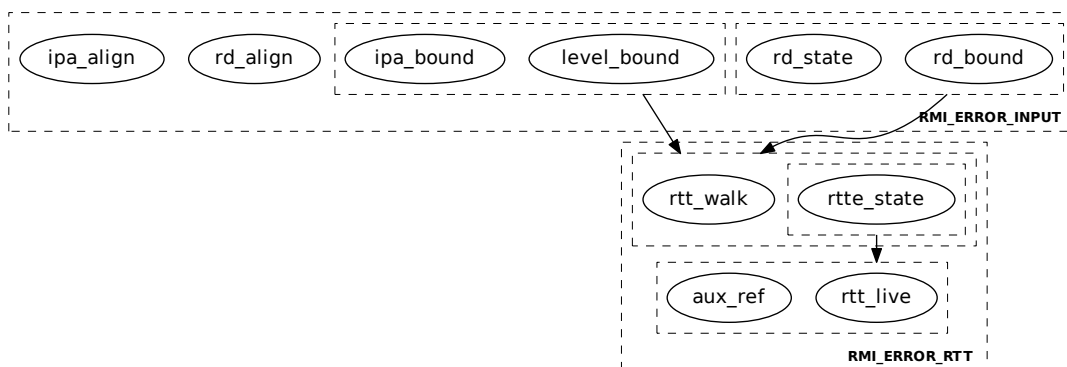 ipa_align rd_align ipa_bound level_bound rd_state rd_bound
RMI_ERROR_INPUT
rtt_walk rtte_state
aux_ref rtt_live
RMI_ERROR_RTT